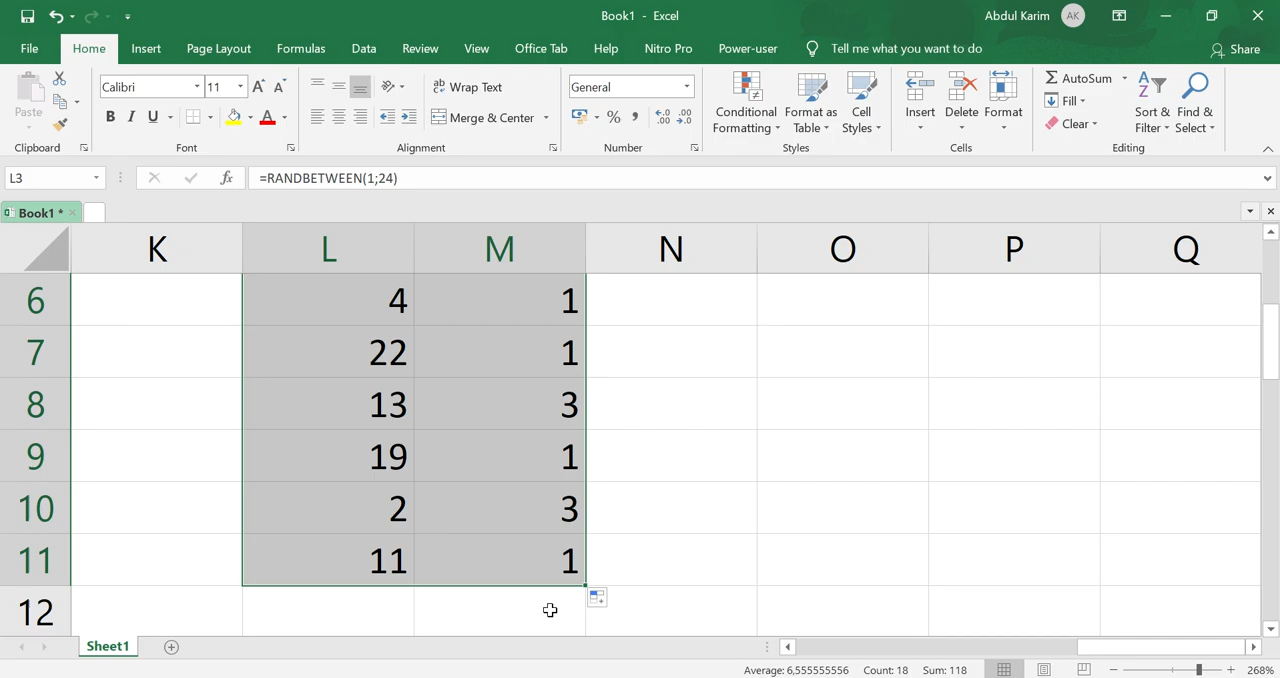 Book1 - Excel
Abdul Karim AK
File Home Insert Page Layout Formulas Data Review View Office Tab Help Nitro Pro Power-user Tell me what you want to do Share
Calibri 11 Wrap Text General AutoSum
Paste Conditional Formatting Format as Table Cell Styles Insert Delete Format Fill Sort & Filter Find & Select
B I U Merge & Center % Clear
Clipboard Font Alignment Number Styles Cells Editing
L3 fx =RANDBETWEEN(1;24)
Book1 *
K L M N O P Q
6 4 1
7 22 1
8 13 3
9 19 1
10 2 3
11 11 1
12
Sheet1
Average: 6,555555556 Count: 18 Sum: 118 268%